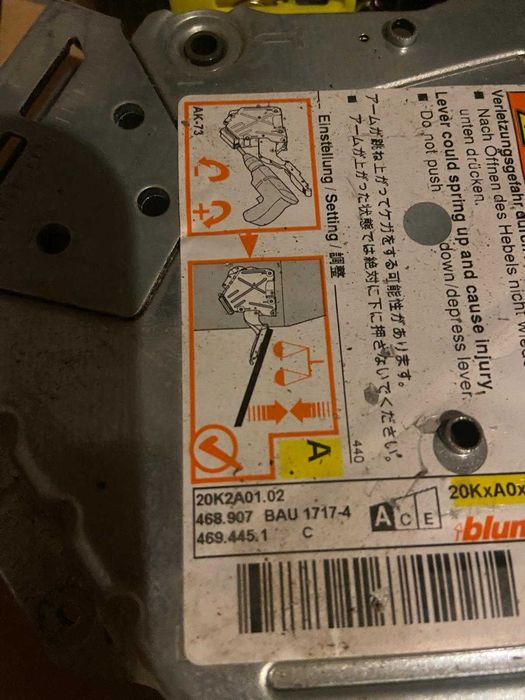 Verletzungsgefahr
■ Nach Öffnen des Hebels nicht
unten drücken.
Lever could spring up and cause injury,
■ Do not push down/depress lever
アームが跳ね上がってケガをする可能性があります。
■ アームが上がった状態では絶対に下に押さないでください。
440
Einstellung / Setting / 調整
AK-73
A
20K2A01.02
468.907 BAU 1717-4
469.445.1 C
A C E
20KxA0x
blum